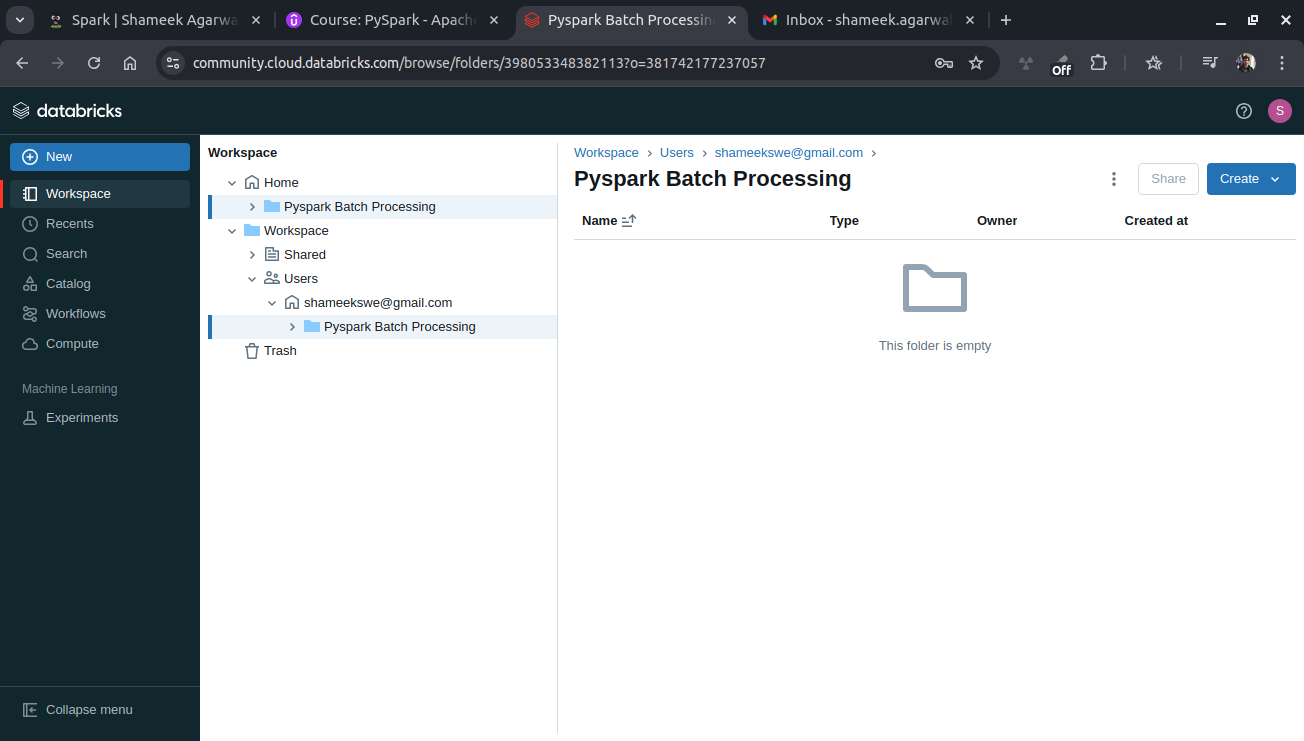 Spark | Shameek Agarwa
Course: PySpark - Apache
Pyspark Batch Processing
Inbox - shameek.agarwal
community.cloud.databricks.com/browse/folders/398053348382113?o=381742177237057
Off
databricks
S
New
Workspace
Recents
Search
Catalog
Workflows
Compute
Machine Learning
Experiments
Collapse menu
Workspace
Home
Pyspark Batch Processing
Workspace
Shared
Users
shameekswe@gmail.com
Pyspark Batch Processing
Trash
Workspace › Users › shameekswe@gmail.com ›
Pyspark Batch Processing
Share
Create
Name Type Owner Created at
This folder is empty